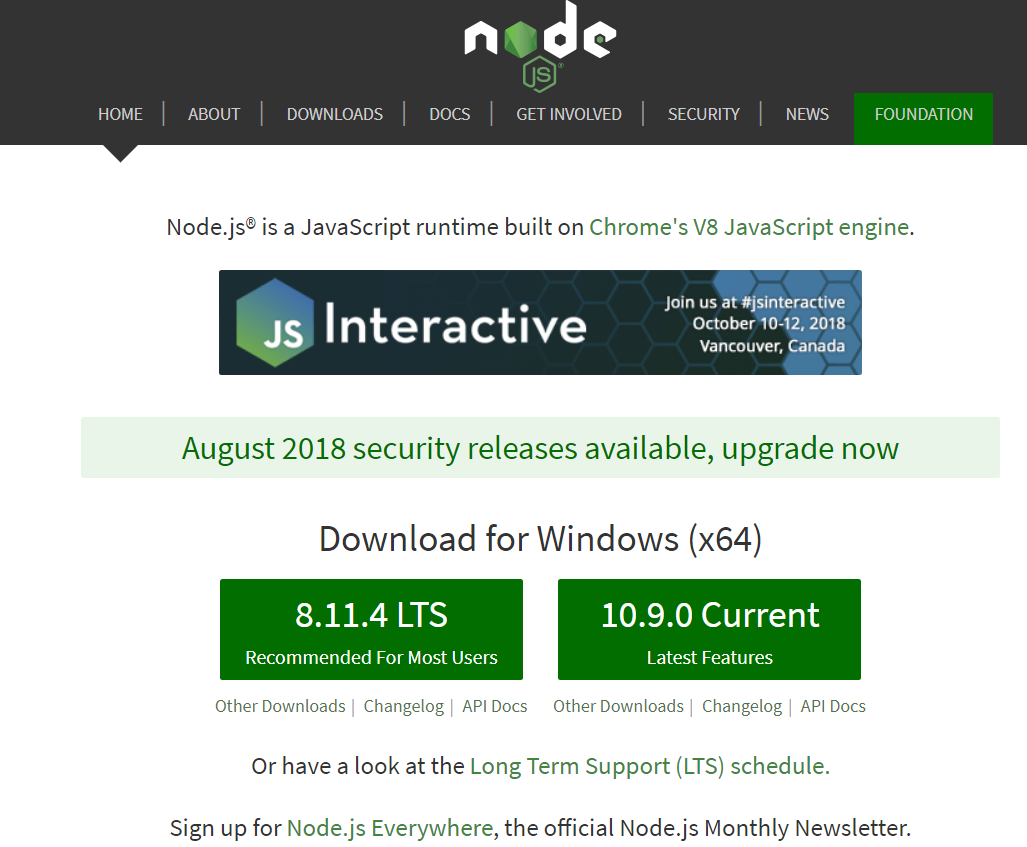 node
JS®
HOME | ABOUT | DOWNLOADS | DOCS | GET INVOLVED | SECURITY | NEWS FOUNDATION
Node.js® is a JavaScript runtime built on Chrome's V8 JavaScript engine.
JS Interactive
Join us at #jsinteractive
October 10-12, 2018
Vancouver, Canada
August 2018 security releases available, upgrade now
Download for Windows (x64)
8.11.4 LTS
Recommended For Most Users
10.9.0 Current
Latest Features
Other Downloads | Changelog | API Docs
Other Downloads | Changelog | API Docs
Or have a look at the Long Term Support (LTS) schedule.
Sign up for Node.js Everywhere, the official Node.js Monthly Newsletter.